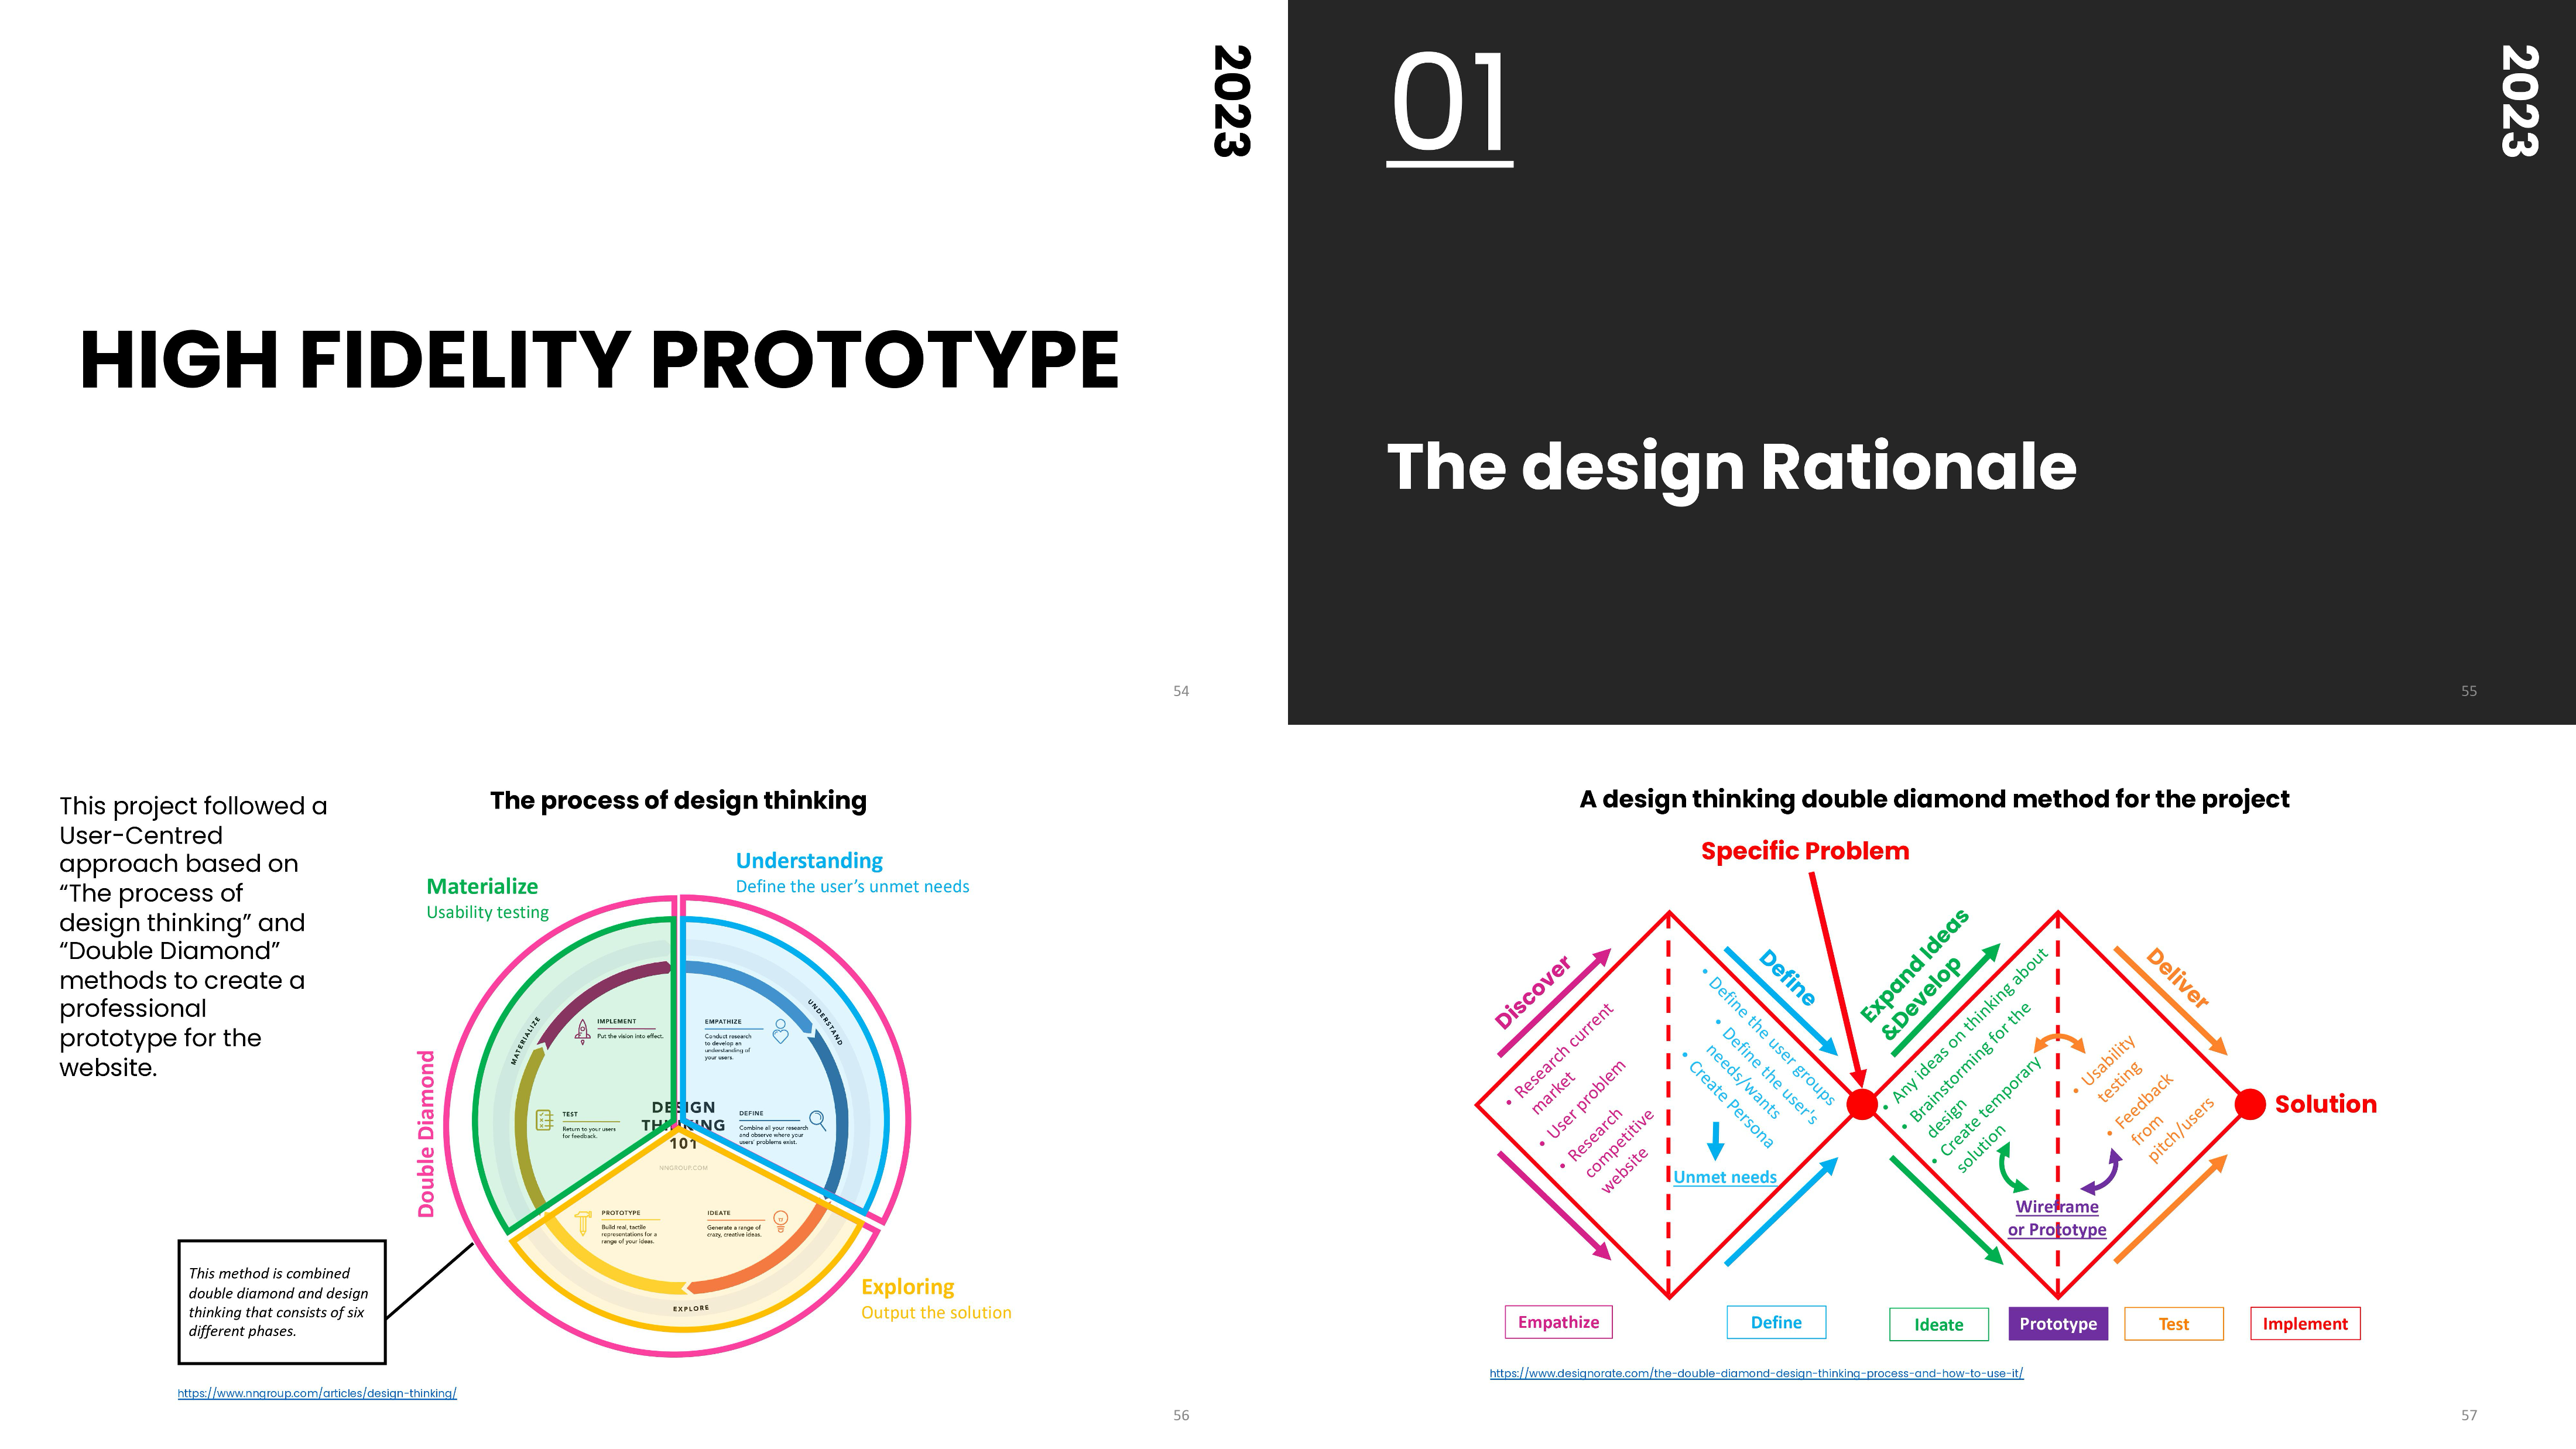 2023
HIGH FIDELITY PROTOTYPE
54
01
2023
The design Rationale
55
This project followed a
User-Centred
approach based on
“The process of
design thinking” and
“Double Diamond”
methods to create a
professional
prototype for the
website.
The process of design thinking
Understanding
Define the user’s unmet needs
Materialize
Usability testing
Double Diamond
MATERIALIZE
UNDERSTAND
IMPLEMENT
Put the vision into effect.
EMPATHIZE
Conduct research
to develop an
understanding of
your users.
TEST
Return to your users
for feedback.
DESIGN
THINKING
101
NNGROUP.COM
DEFINE
Combine all your research
and observe where your
users' problems exist.
PROTOTYPE
Build real, tactile
representations for a
range of your ideas.
IDEATE
Generate a range of
crazy, creative ideas.
EXPLORE
Exploring
Output the solution
This method is combined
double diamond and design
thinking that consists of six
different phases.
https://www.nngroup.com/articles/design-thinking/
56
A design thinking double diamond method for the project
Specific Problem
Discover
• Research current
market
• User problem
• Research
competitive
website
Define
• Define the user groups
• Define the user's
needs/wants
• Create Persona
Unmet needs
Expand Ideas
&Develop
• Any ideas on thinking about
• Brainstorming for the
design
• Create temporary
solution
Deliver
• Usability
testing
• Feedback
from
pitch/users
Wireframe
or Prototype
Solution
Empathize
Define
Ideate
Prototype
Test
Implement
https://www.designorate.com/the-double-diamond-design-thinking-process-and-how-to-use-it/
57